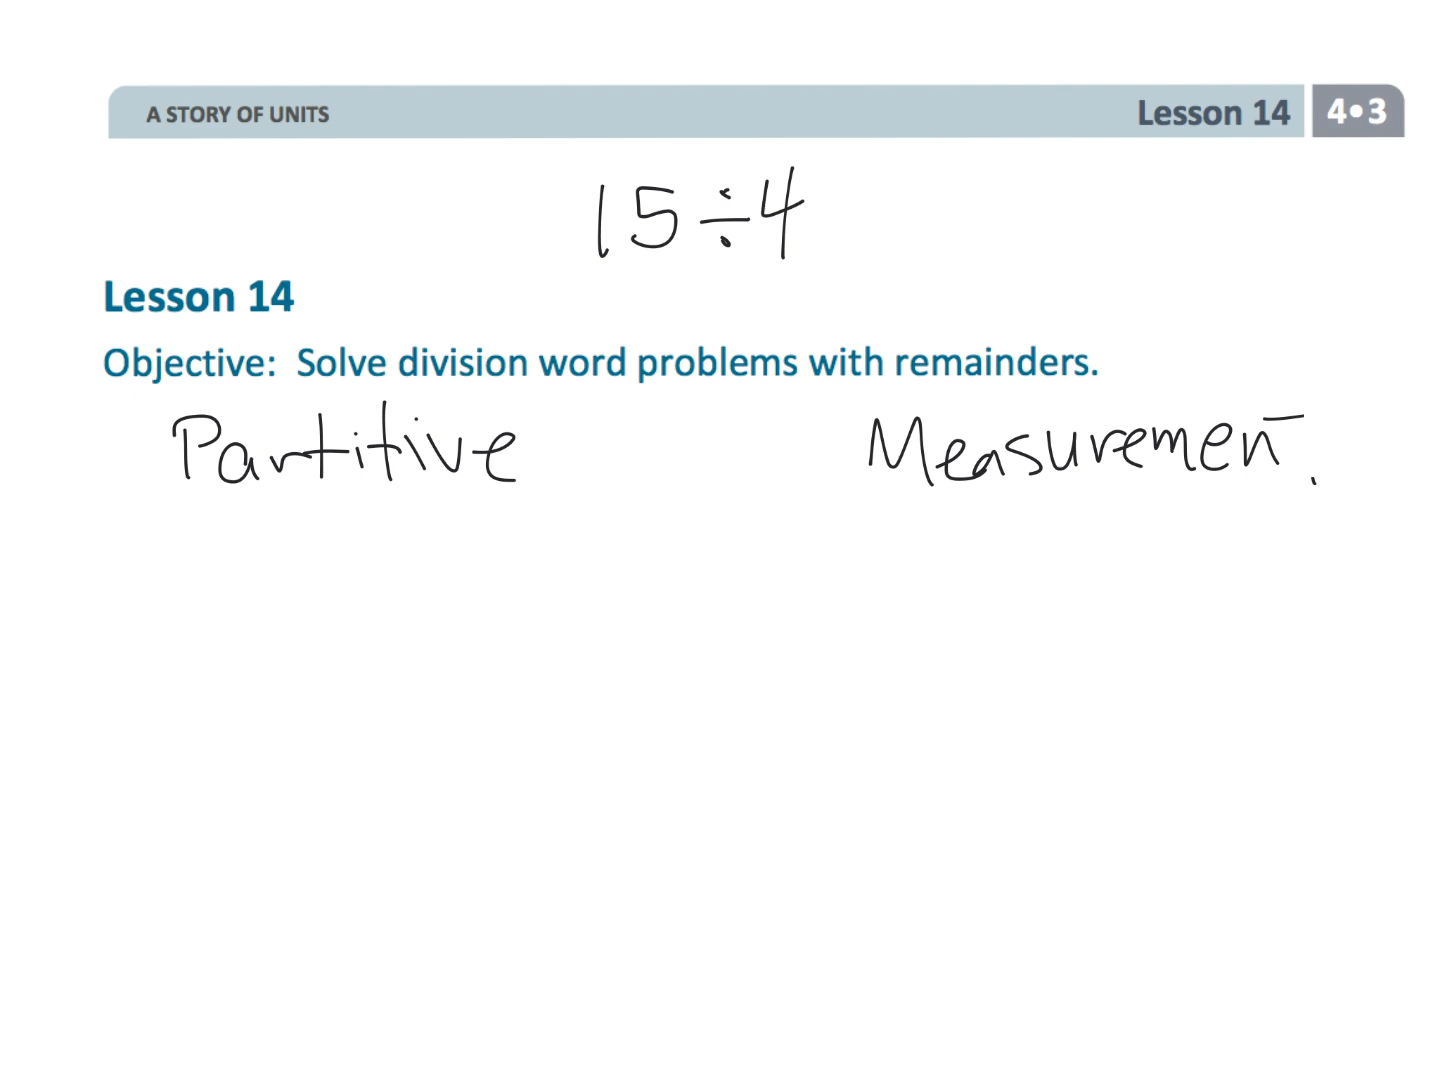 A STORY OF UNITS Lesson 14 4•3
15÷4
Lesson 14
Objective: Solve division word problems with remainders.
Partitive Measuremen